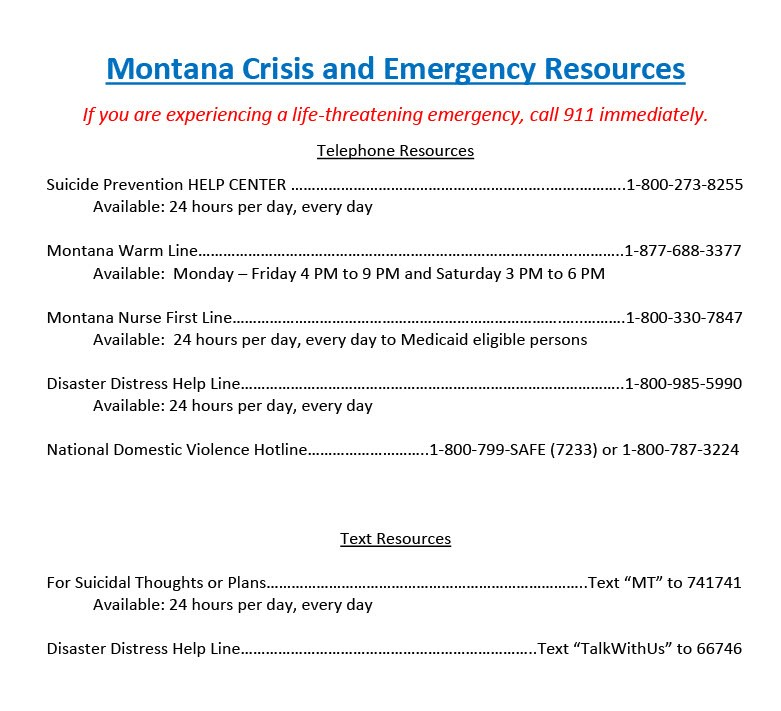 Montana Crisis and Emergency Resources
If you are experiencing a life-threatening emergency, call 911 immediately.
Telephone Resources
Suicide Prevention HELP CENTER ……………………………………………..…….………..1-800-273-8255
Available: 24 hours per day, every day
Montana Warm Line……………………………………………………………………….………..1-877-688-3377
Available:  Monday – Friday 4 PM to 9 PM and Saturday 3 PM to 6 PM
Montana Nurse First Line…………………………………………………………..…..……….1-800-330-7847
Available:  24 hours per day, every day to Medicaid eligible persons
Disaster Distress Help Line…………………………………………………………………..1-800-985-5990
Available: 24 hours per day, every day
National Domestic Violence Hotline………………………..1-800-799-SAFE (7233) or 1-800-787-3224
Text Resources
For Suicidal Thoughts or Plans……………………………………………………………..Text “MT” to 741741
Available: 24 hours per day, every day
Disaster Distress Help Line…………………………………………………..Text “TalkWithUs” to 66746